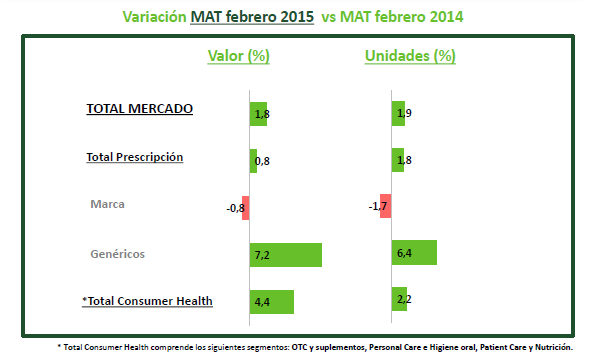 Variación MAT febrero 2015 vs MAT febrero 2014
Valor (%) Unidades (%)
TOTAL MERCADO 1,8 1,9
Total Prescripción 0,8 1,8
Marca -0,8 -1,7
Genéricos 7,2 6,4
*Total Consumer Health 4,4 2,2
* Total Consumer Health comprende los siguientes segmentos: OTC y suplementos, Personal Care e Higiene oral, Patient Care y Nutrición.